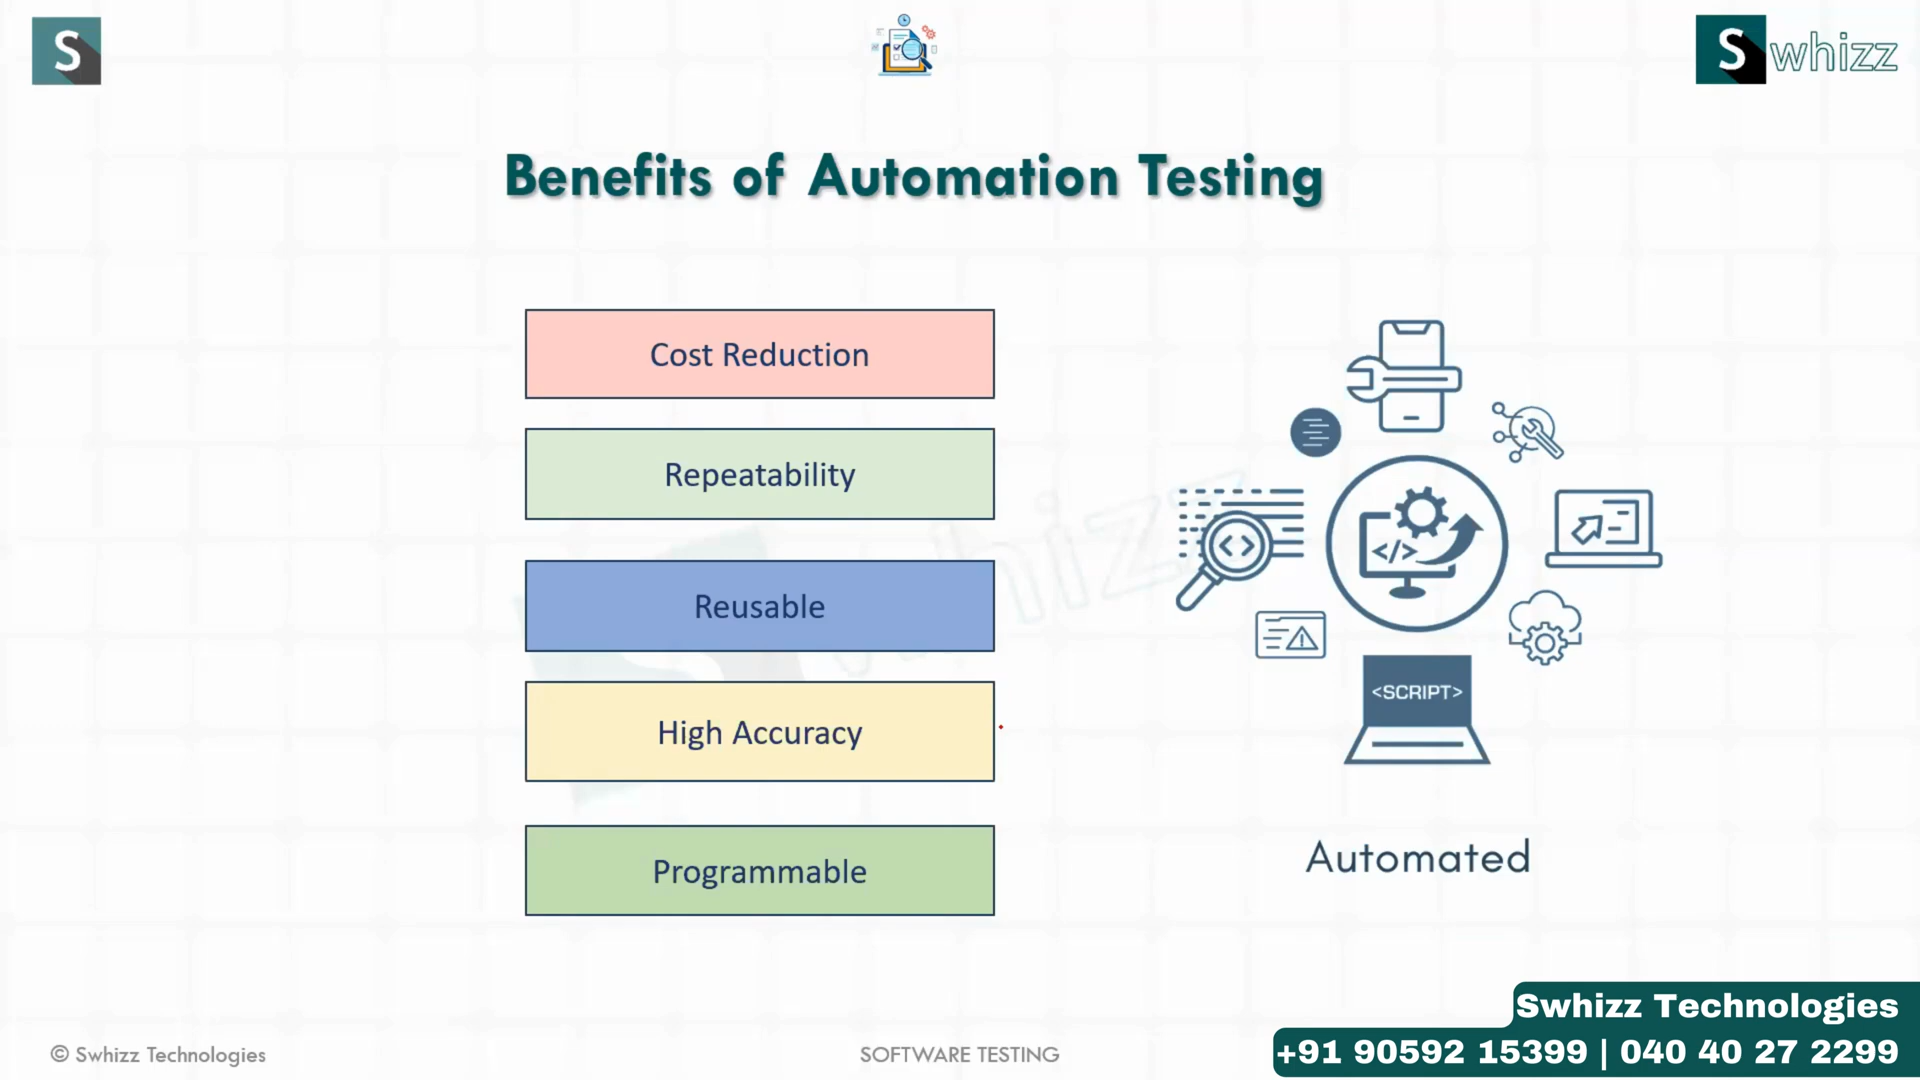 S
S whizz
Benefits of Automation Testing
Cost Reduction
Repeatability
Reusable
High Accuracy
Programmable
</>
<SCRIPT>
Automated
Swhizz Technologies
+91 90592 15399 | 040 40 27 2299
© Swhizz Technologies
SOFTWARE TESTING